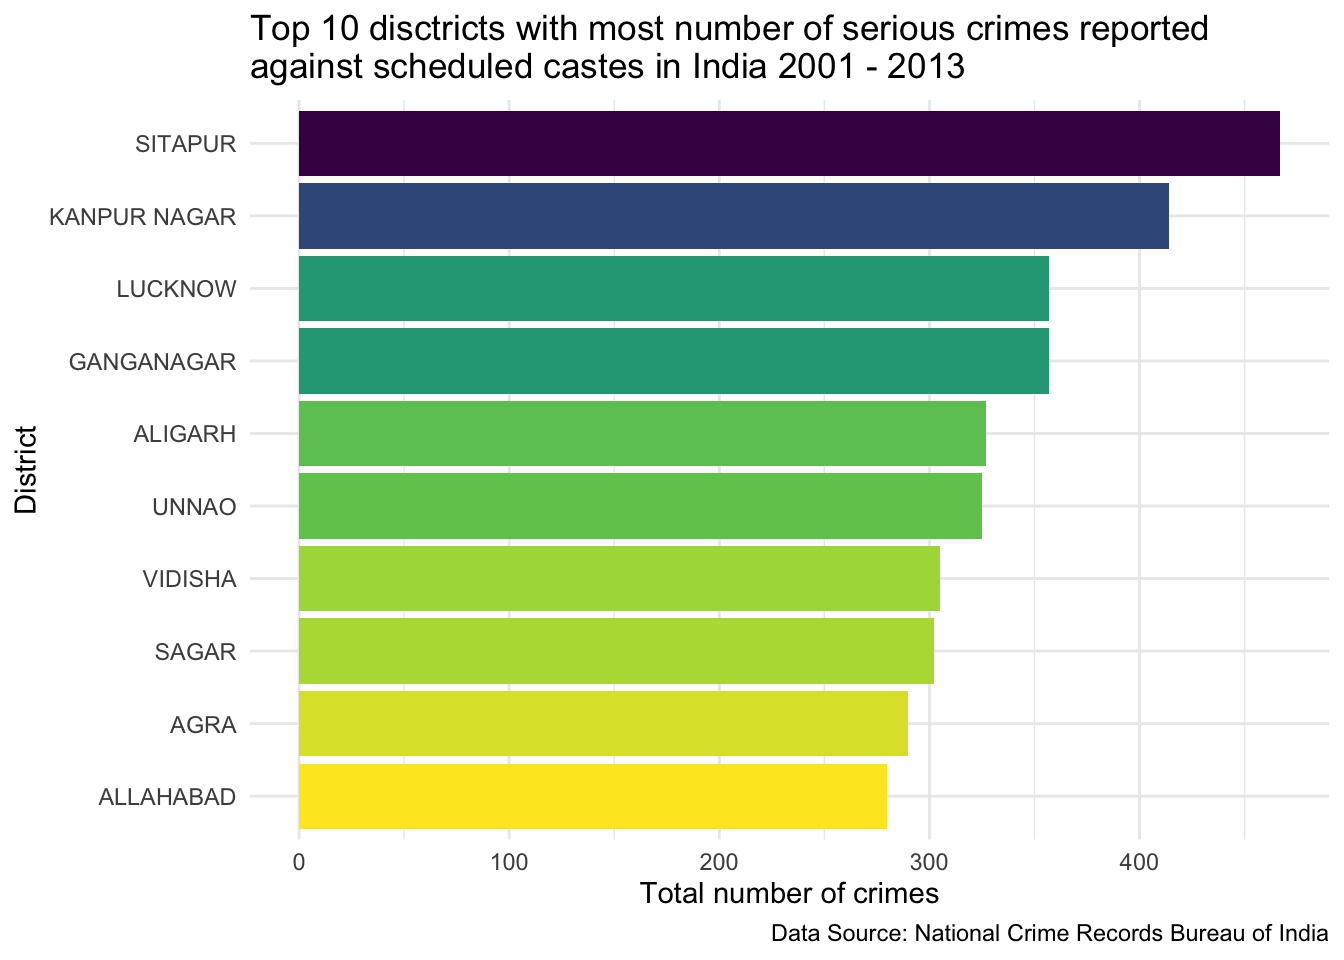 Top 10 disctricts with most number of serious crimes reported
against scheduled castes in India 2001 - 2013
SITAPUR
KANPUR NAGAR
LUCKNOW
GANGANAGAR
ALIGARH
UNNAO
VIDISHA
SAGAR
AGRA
ALLAHABAD
District
0 100 200 300 400
Total number of crimes
Data Source: National Crime Records Bureau of India